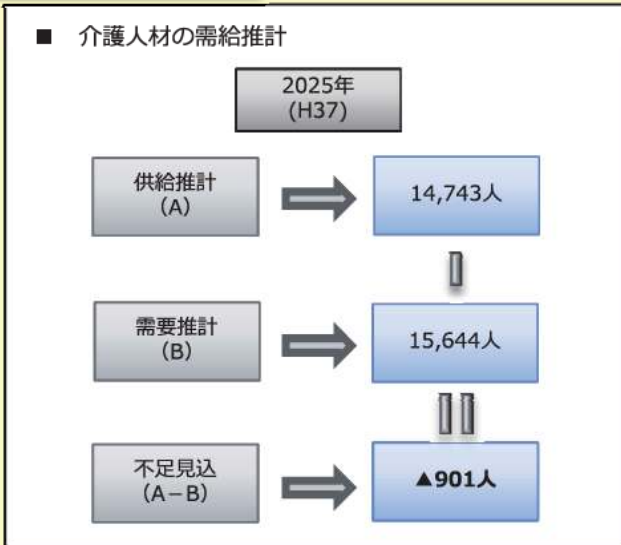 ■ 介護人材の需給推計
2025年
(H37)
供給推計
(A)
14,743人
需要推計
(B)
15,644人
不足見込
(A－B)
▲901人